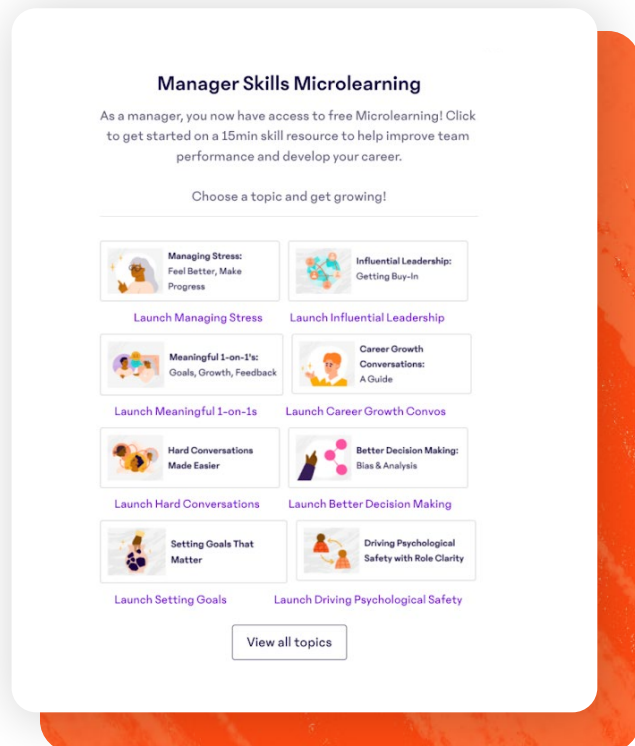 Manager Skills Microlearning
As a manager, you now have access to free Microlearning! Click
to get started on a 15min skill resource to help improve team
performance and develop your career.
Choose a topic and get growing!
Managing Stress:
Feel Better, Make
Progress
Influential Leadership:
Getting Buy-In
Launch Managing Stress
Launch Influential Leadership
Meaningful 1-on-1's:
Goals, Growth, Feedback
Career Growth
Conversations:
A Guide
Launch Meaningful 1-on-1s
Launch Career Growth Convos
Hard Conversations
Made Easier
Better Decision Making:
Bias & Analysis
Launch Hard Conversations
Launch Better Decision Making
Setting Goals That
Matter
Driving Psychological
Safety with Role Clarity
Launch Setting Goals
Launch Driving Psychological Safety
View all topics